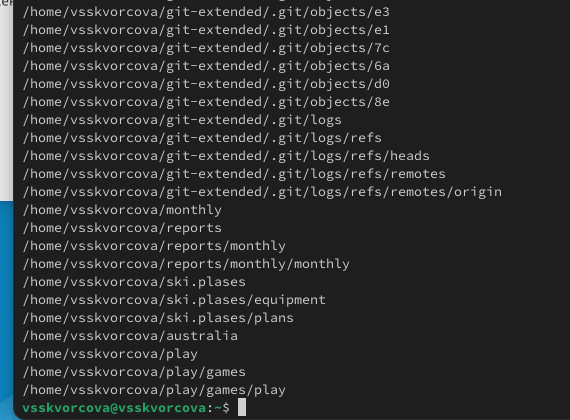 /home/vsskvorcova/git-extended/.git/objects/e3
/home/vsskvorcova/git-extended/.git/objects/e1
/home/vsskvorcova/git-extended/.git/objects/7c
/home/vsskvorcova/git-extended/.git/objects/6a
/home/vsskvorcova/git-extended/.git/objects/d0
/home/vsskvorcova/git-extended/.git/objects/8e
/home/vsskvorcova/git-extended/.git/logs
/home/vsskvorcova/git-extended/.git/logs/refs
/home/vsskvorcova/git-extended/.git/logs/refs/heads
/home/vsskvorcova/git-extended/.git/logs/refs/remotes
/home/vsskvorcova/git-extended/.git/logs/refs/remotes/origin
/home/vsskvorcova/monthly
/home/vsskvorcova/reports
/home/vsskvorcova/reports/monthly
/home/vsskvorcova/reports/monthly/monthly
/home/vsskvorcova/ski.plases
/home/vsskvorcova/ski.plases/equipment
/home/vsskvorcova/ski.plases/plans
/home/vsskvorcova/australia
/home/vsskvorcova/play
/home/vsskvorcova/play/games
/home/vsskvorcova/play/games/play
vsskvorcova@vsskvorcova:~$